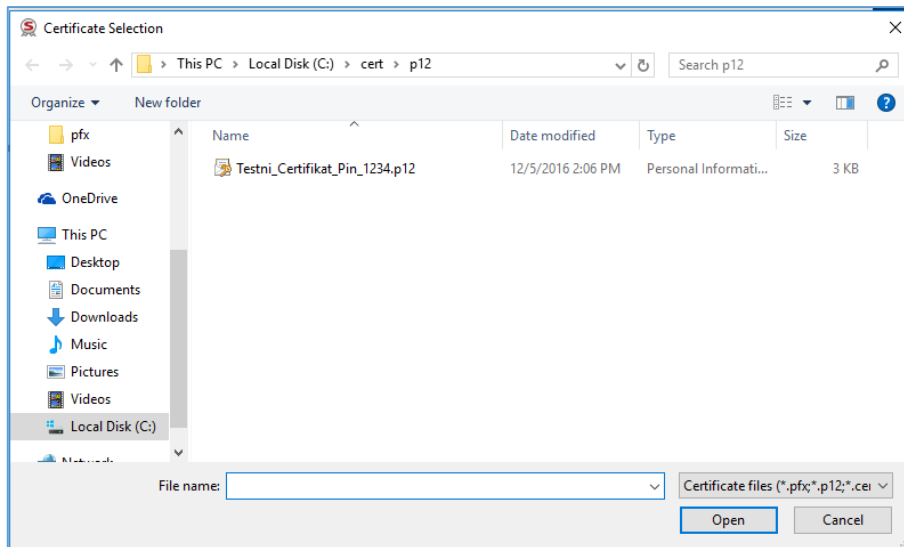 Certificate Selection
This PC > Local Disk (C:) > cert > p12
Search p12
Organize
New folder
Name
Date modified
Type
Size
Testni_Certifikat_Pin_1234.p12
12/5/2016 2:06 PM
Personal Informati...
3 KB
pfx
Videos
OneDrive
This PC
Desktop
Documents
Downloads
Music
Pictures
Videos
Local Disk (C:)
Network
File name:
Certificate files (*.pfx;*.p12;*.cer
Open
Cancel